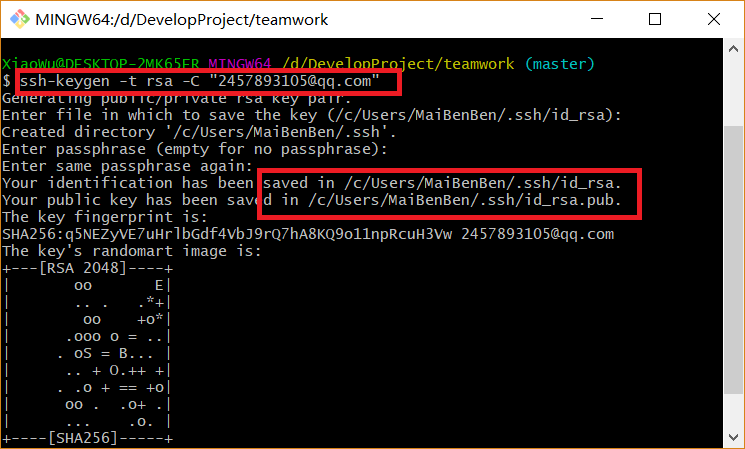 MINGW64:/d/DevelopProject/teamwork
XiaoWu@DESKTOP-2MK65ER MINGW64 /d/DevelopProject/teamwork (master)
$ ssh-keygen -t rsa -C "2457893105@qq.com"
Generating public/private rsa key pair.
Enter file in which to save the key (/c/Users/MaiBenBen/.ssh/id_rsa):
Created directory '/c/Users/MaiBenBen/.ssh'.
Enter passphrase (empty for no passphrase):
Enter same passphrase again:
Your identification has been saved in /c/Users/MaiBenBen/.ssh/id_rsa.
Your public key has been saved in /c/Users/MaiBenBen/.ssh/id_rsa.pub.
The key fingerprint is:
SHA256:q5NEZyVE7uHrlbGdf4VbJ9rQ7hA8KQ9o11npRcuH3Vw 2457893105@qq.com
The key's randomart image is:
+---[RSA 2048]----+
|       oo       E|
|       .. .   .*+|
|        oo    +o*|
|      .ooo o = ..|
|     . oS = B... |
|      .. + O.++ +|
|     . .o + == +o|
|      oo .  .o+ .|
|      ...    .o. |
+----[SHA256]-----+